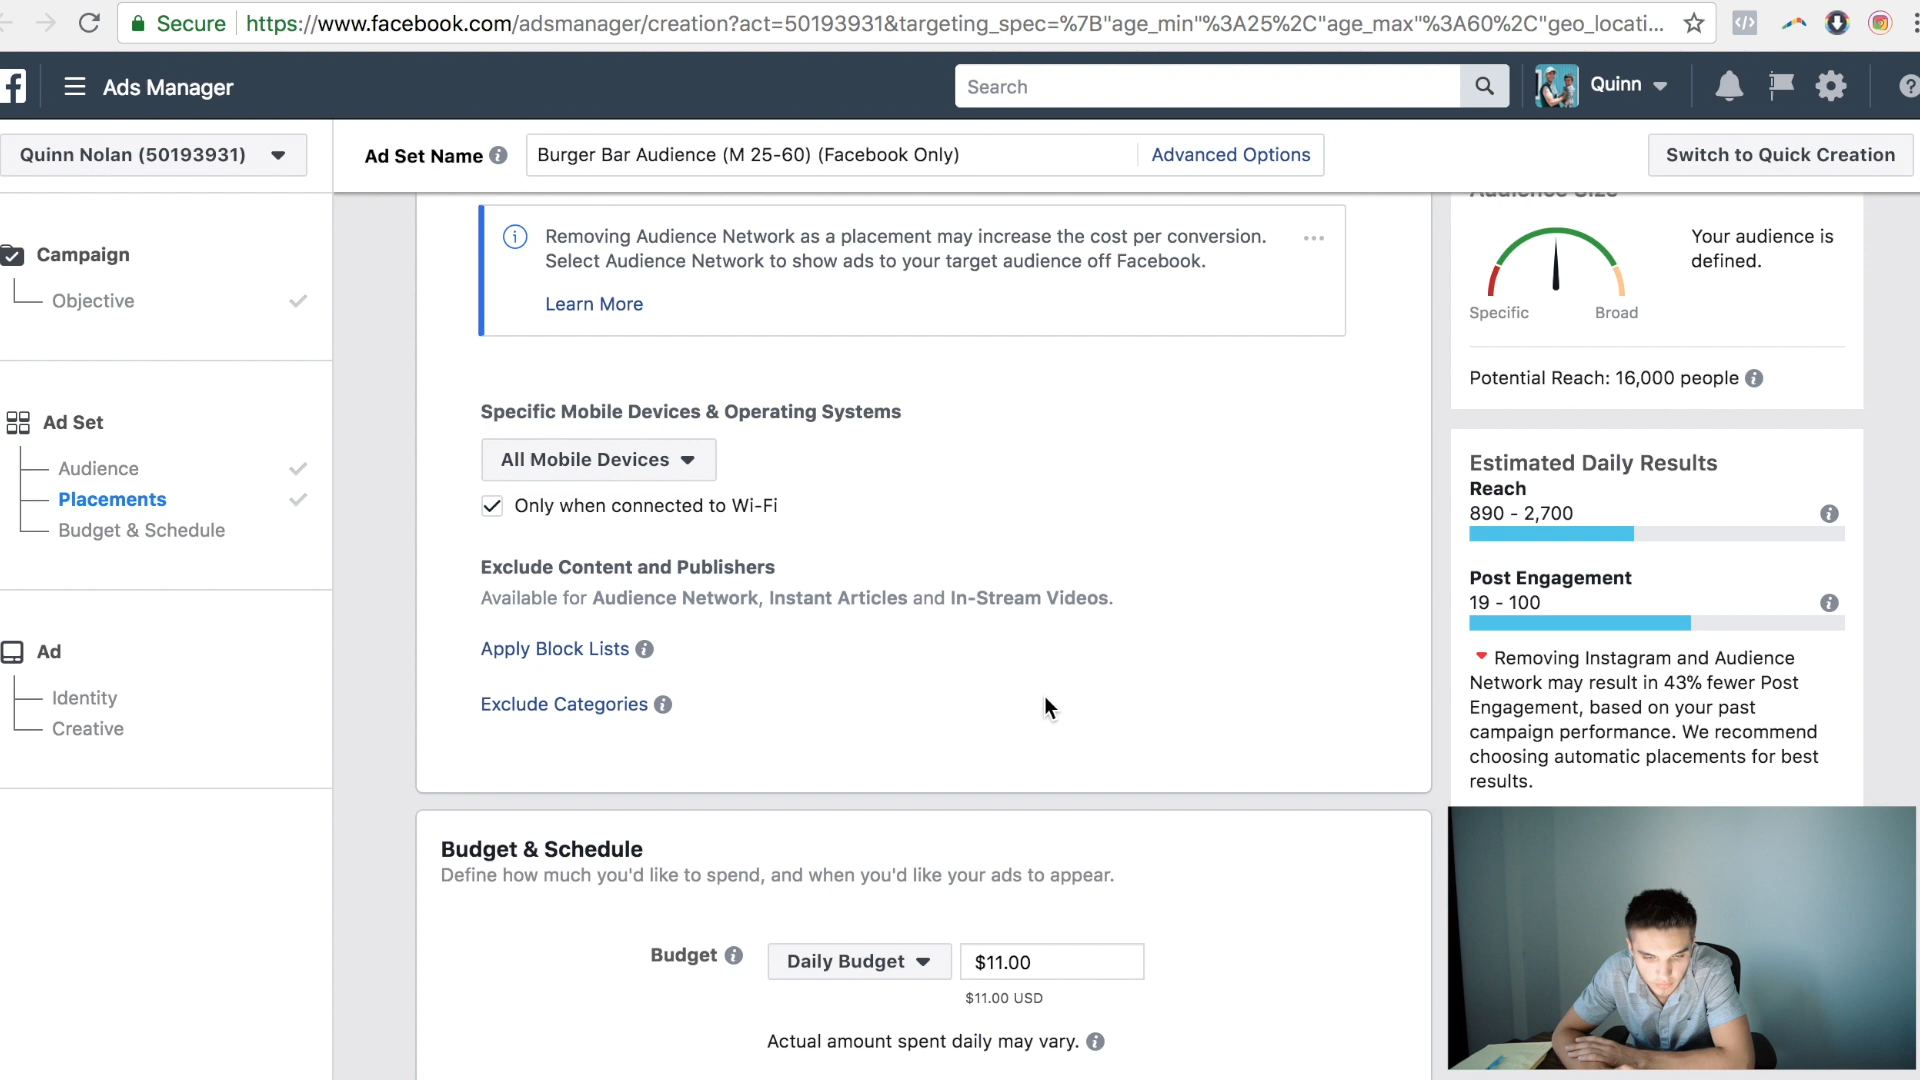 Secure https://www.facebook.com/adsmanager/creation?act=50193931&targeting_spec=%7B"age_min"%3A25%2C"age_max"%3A60%2C"geo_locati...
Ads Manager
Search
Quinn
Quinn Nolan (50193931)
Ad Set Name
Burger Bar Audience (M 25-60) (Facebook Only)
Advanced Options
Switch to Quick Creation
Campaign
Objective
Ad Set
Audience
Placements
Budget & Schedule
Ad
Identity
Creative
Removing Audience Network as a placement may increase the cost per conversion.
Select Audience Network to show ads to your target audience off Facebook.
Learn More
Specific Mobile Devices & Operating Systems
All Mobile Devices
Only when connected to Wi-Fi
Exclude Content and Publishers
Available for Audience Network, Instant Articles and In-Stream Videos.
Apply Block Lists
Exclude Categories
Budget & Schedule
Define how much you'd like to spend, and when you'd like your ads to appear.
Budget
Daily Budget
$11.00
$11.00 USD
Actual amount spent daily may vary.
Audience Size
Your audience is
defined.
Specific
Broad
Potential Reach: 16,000 people
Estimated Daily Results
Reach
890 - 2,700
Post Engagement
19 - 100
Removing Instagram and Audience
Network may result in 43% fewer Post
Engagement, based on your past
campaign performance. We recommend
choosing automatic placements for best
results.